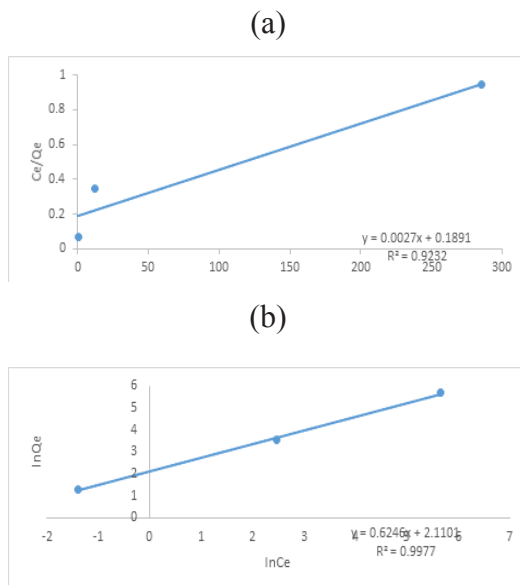 (a)
1
0.8
0.6
0.4
0.2
0
Ce/Qe
0 50 100 150 200 250 300
y = 0.0027x + 0.1891
R² = 0.9232
(b)
6
5
4
3
2
1
0
lnQe
-2 -1 0 1 2 3 4 5 6 7
y = 0.6246x + 2.1101
R² = 0.9977
lnCe